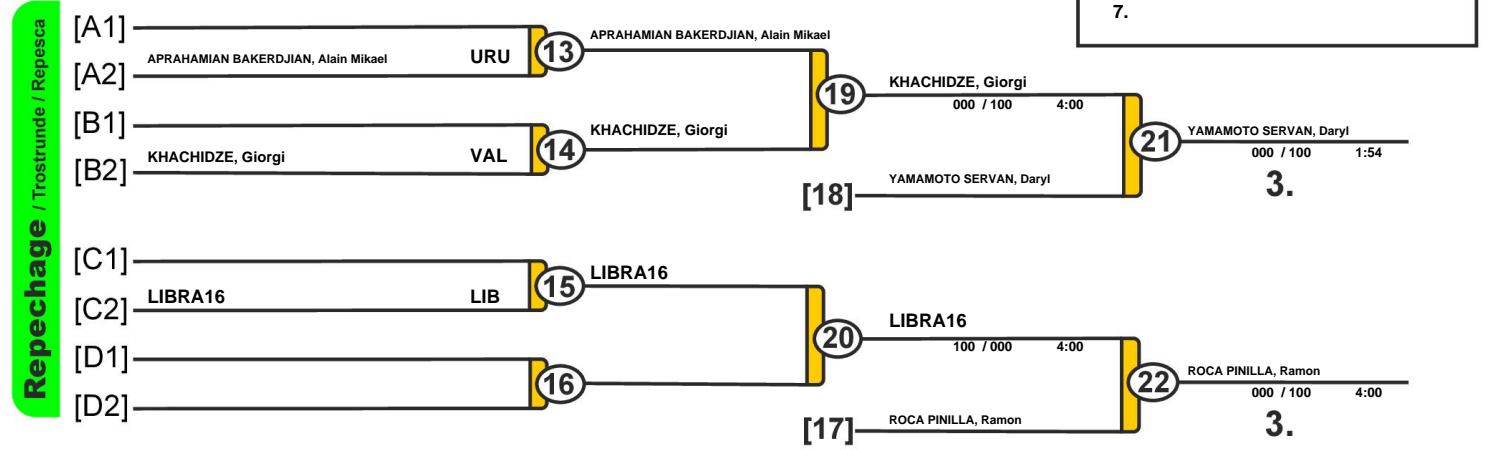 7.
Repechage / Trostrunde / Repesca
[A1]
APRAHAMIAN BAKERDJIAN, Alain Mikael URU
[A2]
13
APRAHAMIAN BAKERDJIAN, Alain Mikael
[B1]
KHACHIDZE, Giorgi VAL
[B2]
14
KHACHIDZE, Giorgi
19
KHACHIDZE, Giorgi
000 / 100 4:00
[18]
YAMAMOTO SERVAN, Daryl
21
YAMAMOTO SERVAN, Daryl
000 / 100 1:54
3.
[C1]
LIBRA16 LIB
[C2]
15
LIBRA16
[D1]
[D2]
16
20
LIBRA16
100 / 000 4:00
[17]
ROCA PINILLA, Ramon
22
ROCA PINILLA, Ramon
000 / 100 4:00
3.